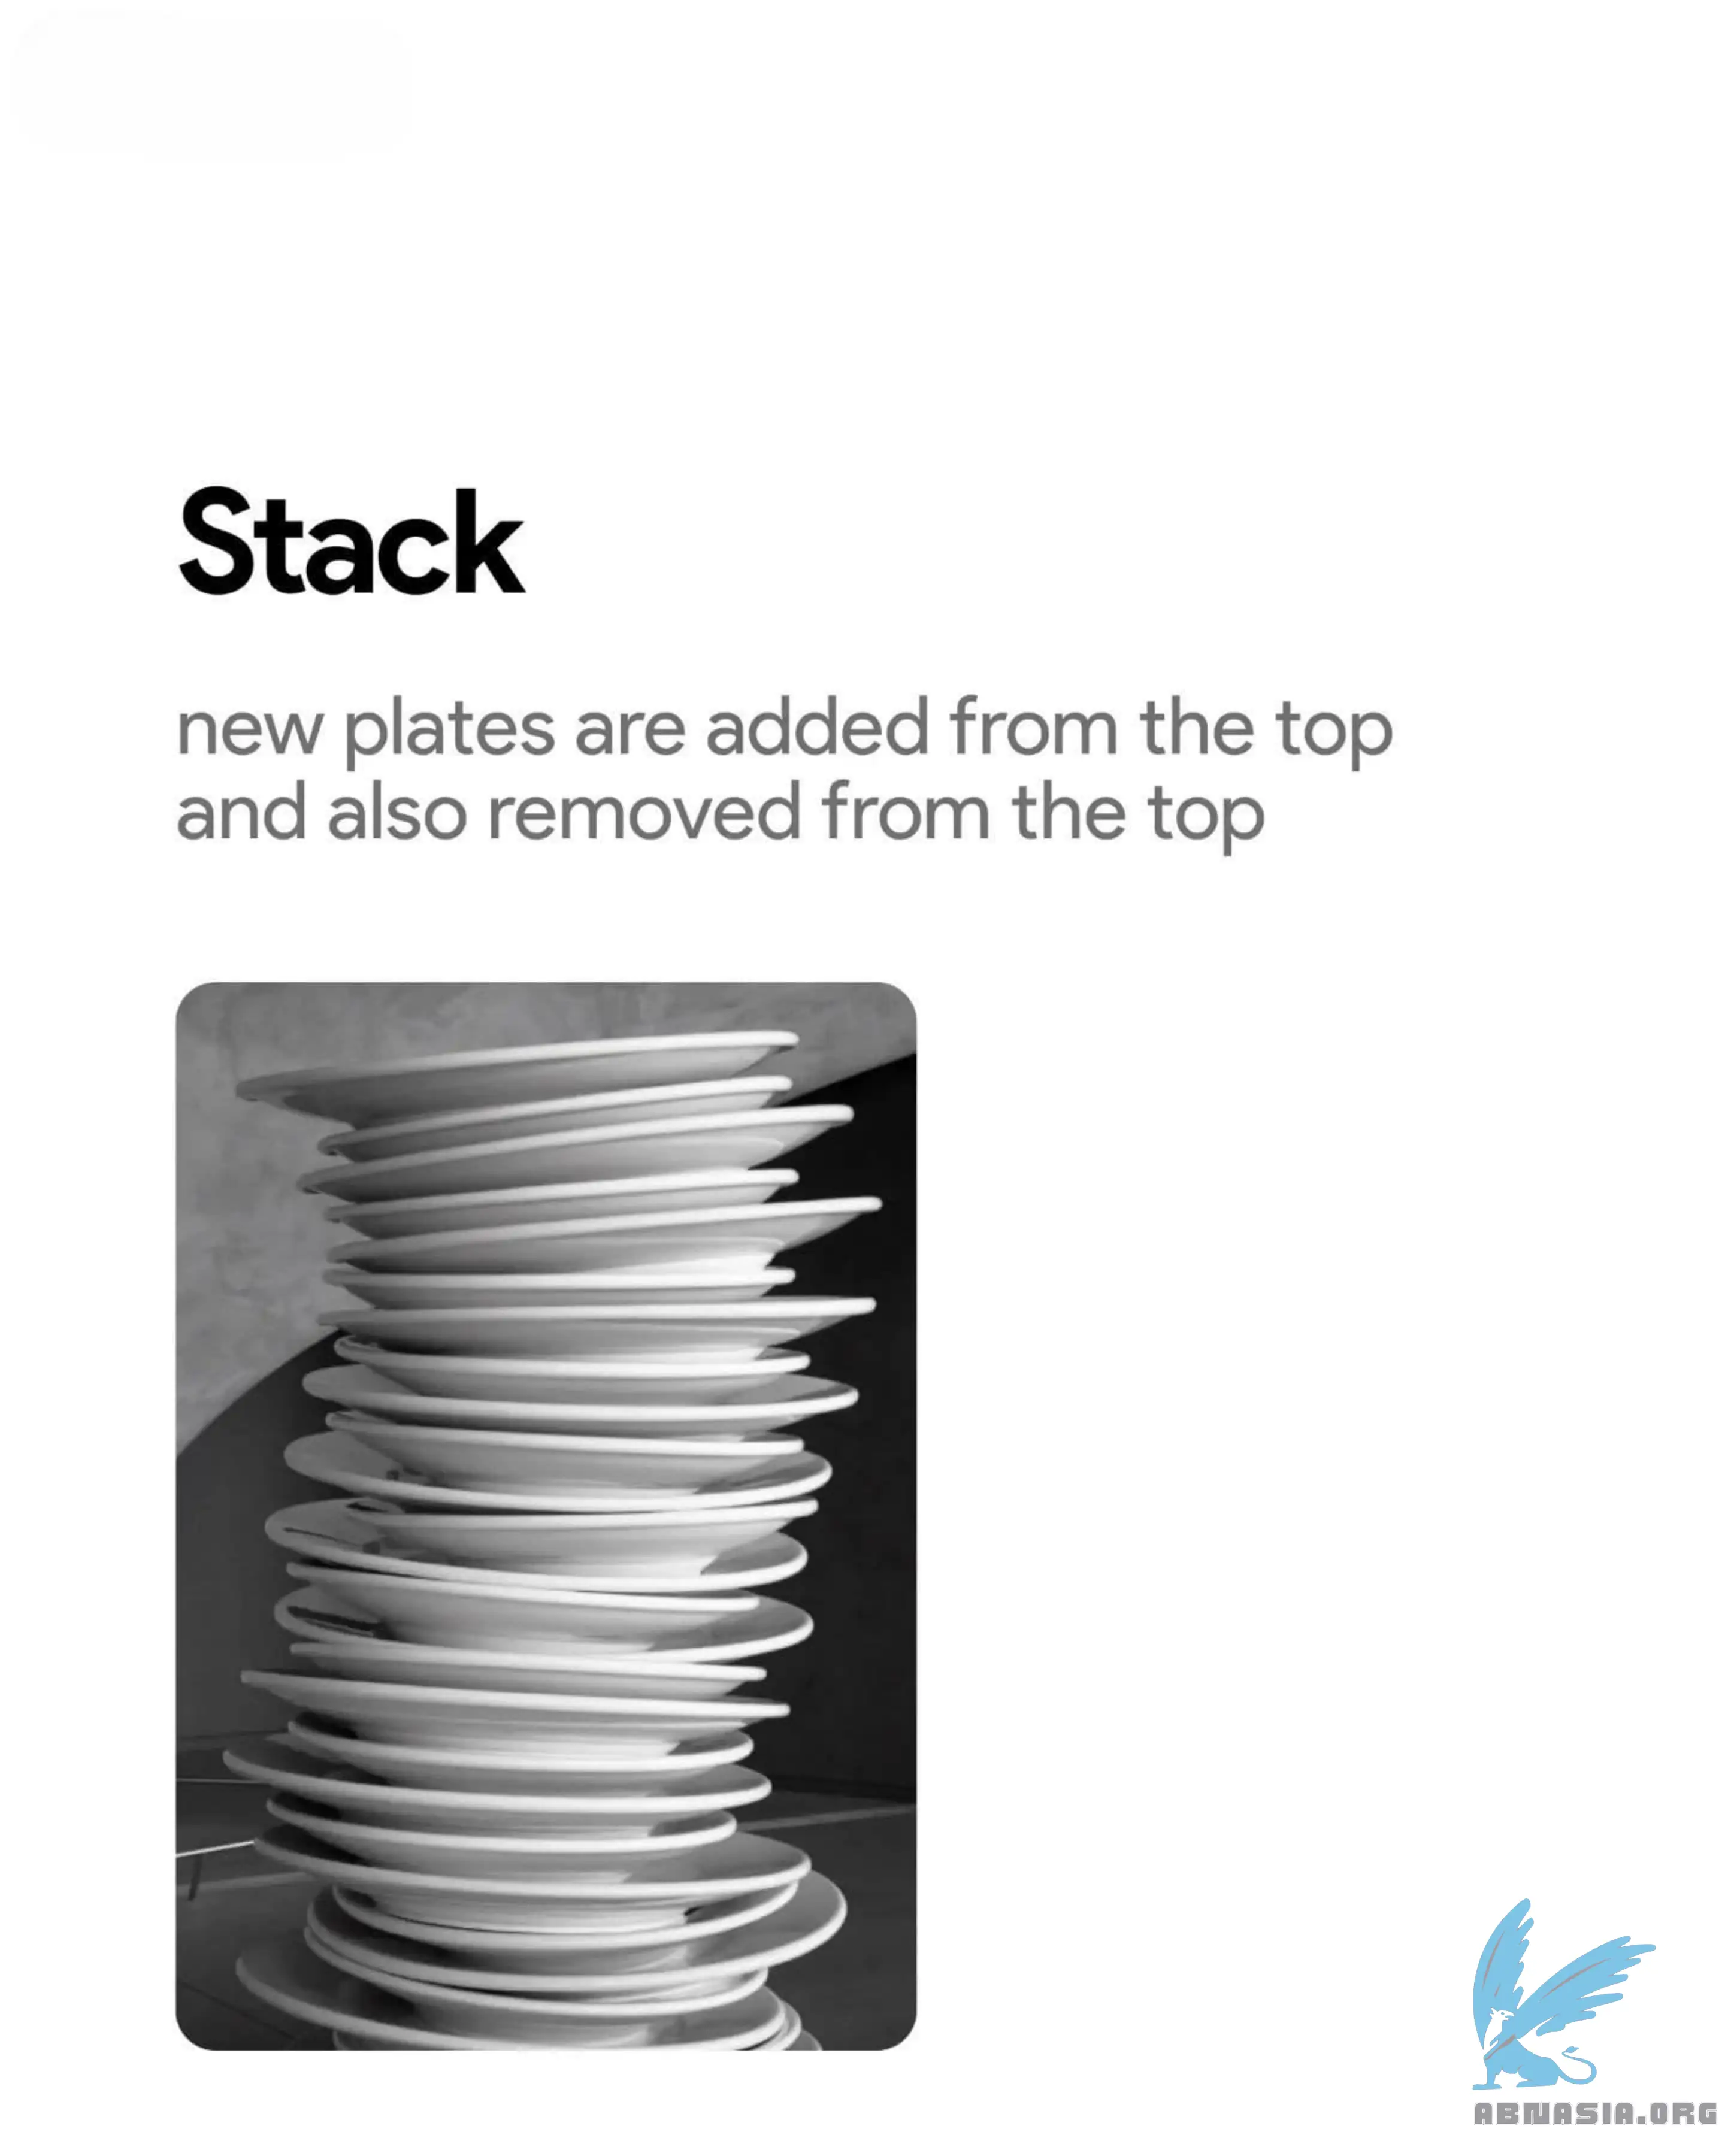 Stack
new plates are added from the top
and also removed from the top
ABNASIA.ORG